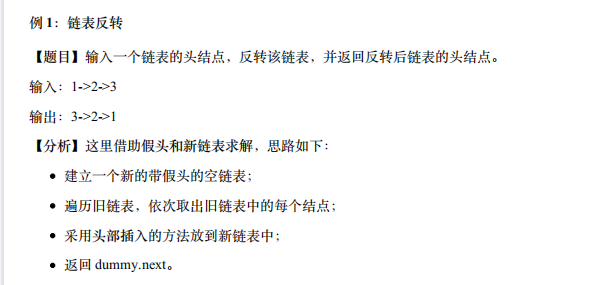 例 1：链表反转
【题目】输入一个链表的头结点，反转该链表，并返回反转后链表的头结点。
输入：1->2->3
输出：3->2->1
【分析】这里借助假头和新链表求解，思路如下：
● 建立一个新的带假头的空链表；
● 遍历旧链表，依次取出旧链表中的每个结点；
● 采用头部插入的方法放到新链表中；
● 返回 dummy.next。